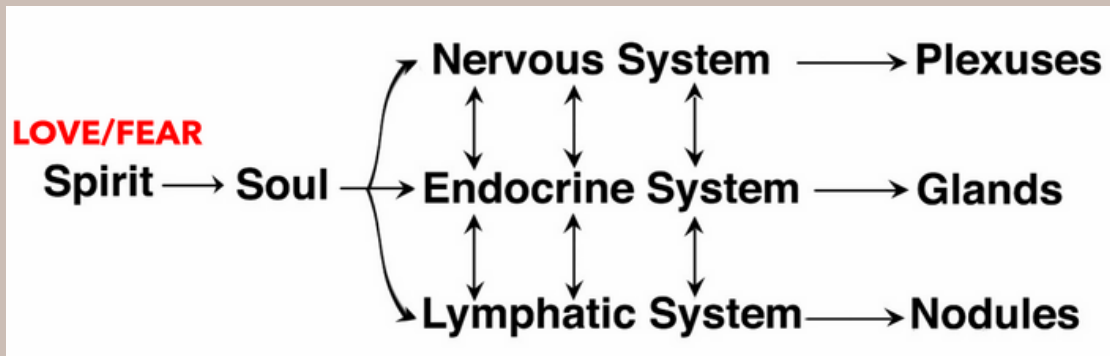 Nervous System Plexuses
LOVE/FEAR
Spirit Soul Endocrine System Glands
Lymphatic System Nodules